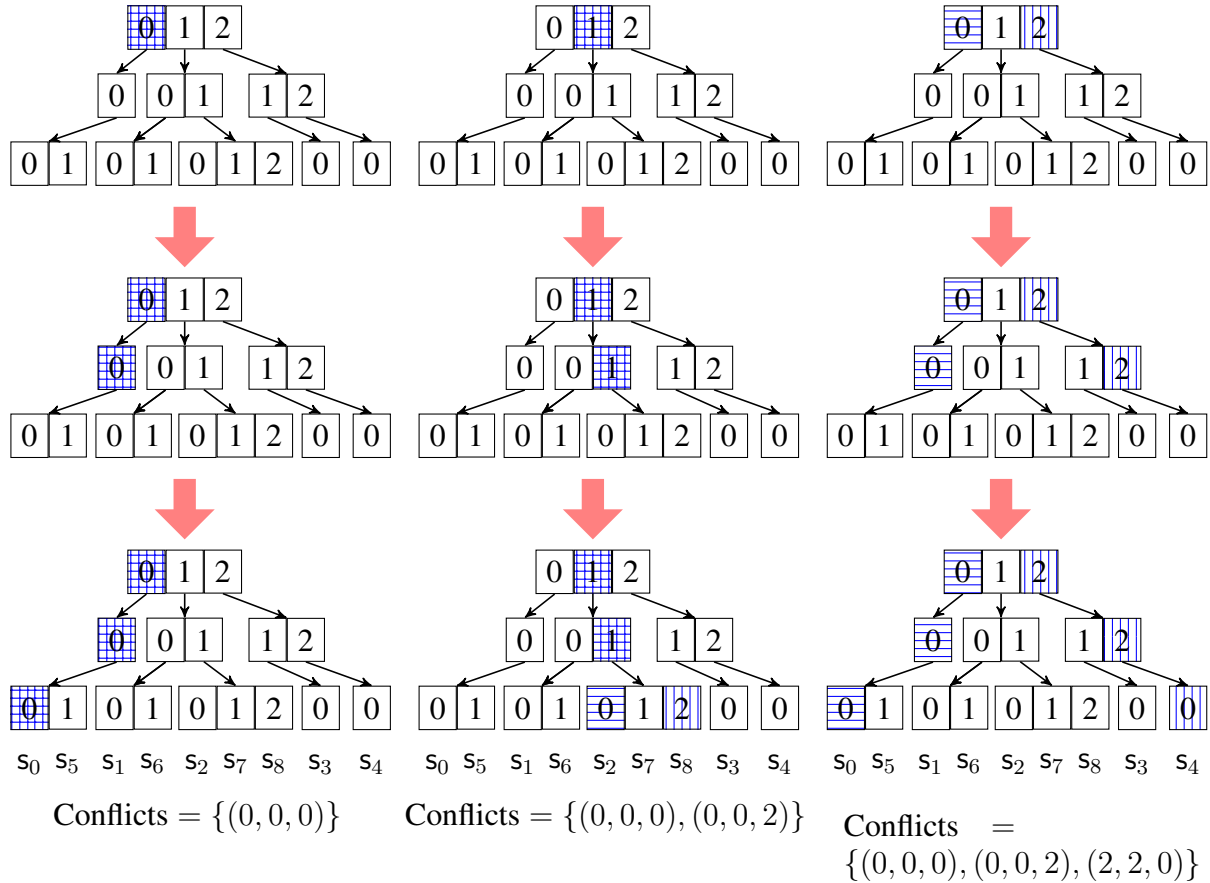 0 1 2 0 1 2 0 1 2
0 0 1 1 2 0 0 1 1 2 0 0 1 1 2
0 1 0 1 0 1 2 0 0 0 1 0 1 0 1 2 0 0 0 1 0 1 0 1 2 0 0
0 1 2 0 1 2 0 1 2
0 0 1 1 2 0 0 1 1 2 0 0 1 1 2
0 1 0 1 0 1 2 0 0 0 1 0 1 0 1 2 0 0 0 1 0 1 0 1 2 0 0
0 1 2 0 1 2 0 1 2
0 0 1 1 2 0 0 1 1 2 0 0 1 1 2
0 1 0 1 0 1 2 0 0 0 1 0 1 0 1 2 0 0 0 1 0 1 0 1 2 0 0
s₀ s₅ s₁ s₆ s₂ s₇ s₈ s₃ s₄ s₀ s₅ s₁ s₆ s₂ s₇ s₈ s₃ s₄ s₀ s₅ s₁ s₆ s₂ s₇ s₈ s₃ s₄
Conflicts = {(0, 0, 0)}
Conflicts = {(0, 0, 0), (0, 0, 2)}
Conflicts =
{(0, 0, 0), (0, 0, 2), (2, 2, 0)}